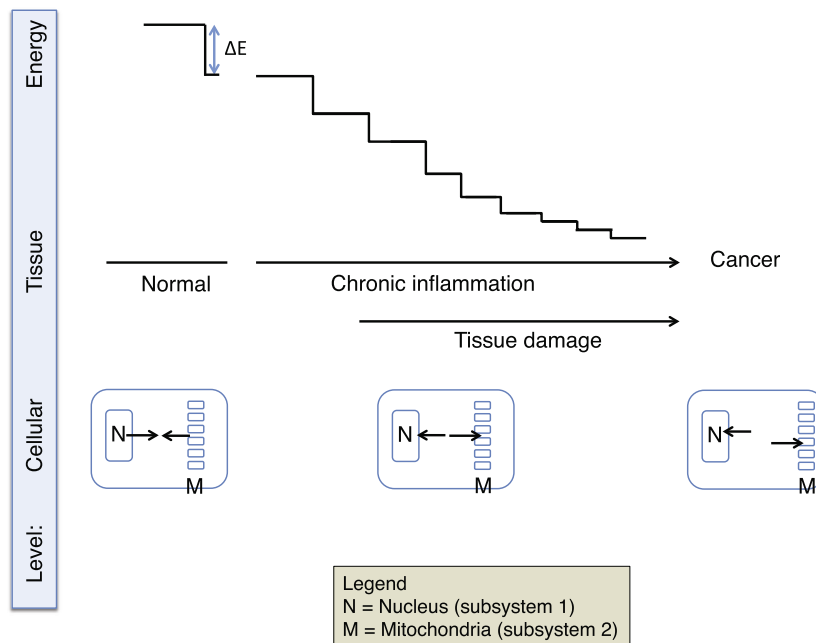 Energy
ΔE
Tissue
Normal
Chronic inflammation
Cancer
Tissue damage
Cellular
N
M
N
M
N
M
Level:
Legend
N = Nucleus (subsystem 1)
M = Mitochondria (subsystem 2)